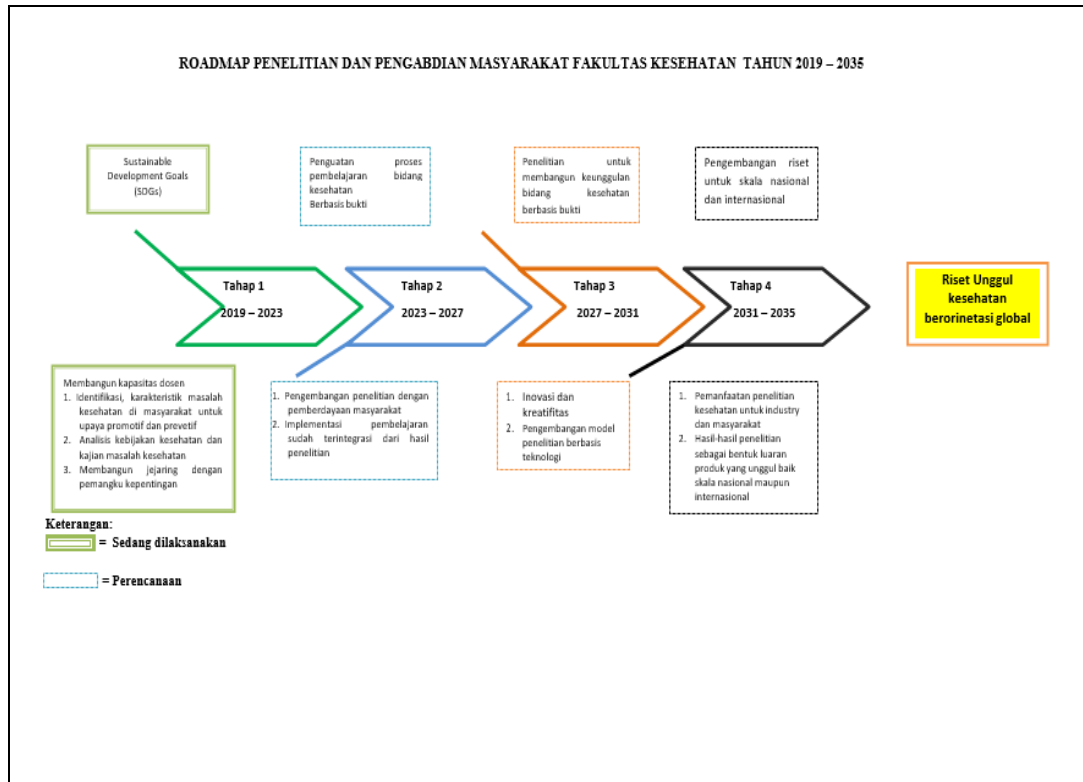 ROADMAP PENELITIAN DAN PENGABDIAN MASYARAKAT FAKULTAS KESEHATAN TAHUN 2019 – 2035
Sustainable
Development Goals
(SDGs)
Penguatan proses
pembelajaran bidang
kesehatan
Berbasis bukti
Penelitian untuk
membangun keunggulan
bidang kesehatan
berbasis bukti
Pengembangan riset
untuk skala nasional
dan internasional
Tahap 1
2019 – 2023
Tahap 2
2023 – 2027
Tahap 3
2027 – 2031
Tahap 4
2031 – 2035
Riset Unggul
kesehatan
berorinetasi global
Membangun kapasitas dosen
1. Identifikasi, karakteristik masalah
kesehatan di masyarakat untuk
upaya promotif dan prevetif
2. Analisis kebijakan kesehatan dan
kajian masalah kesehatan
3. Membangun jejaring dengan
pemangku kepentingan
1. Pengembangan penelitian dengan
pemberdayaan masyarakat
2. Implementasi pembelajaran
sudah terintegrasi dari hasil
penelitian
1. Inovasi dan
kreatifitas
2. Pengembangan model
penelitian berbasis
teknologi
1. Pemanfaatan penelitian
kesehatan untuk industry
dan masyarakat
2. Hasil-hasil penelitian
sebagai bentuk luaran
produk yang unggul baik
skala nasional maupun
internasional
Keterangan:
= Sedang dilaksanakan
= Perencanaan